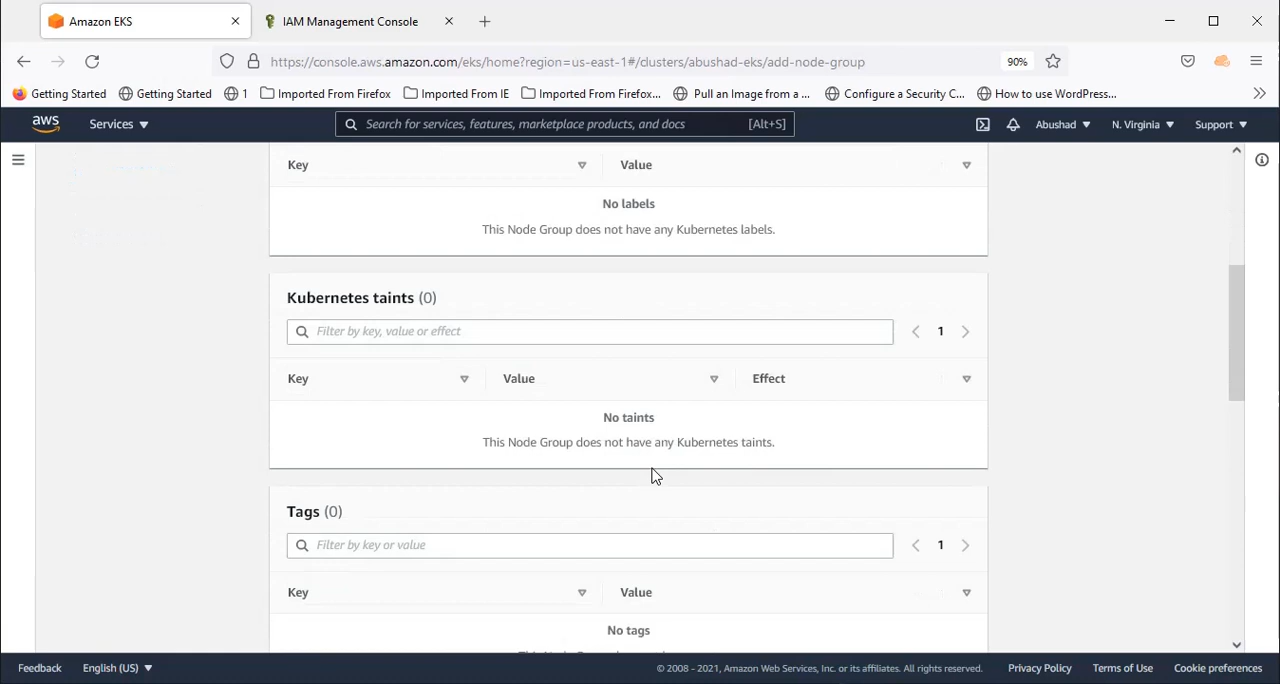 Amazon EKS
IAM Management Console
https://console.aws.amazon.com/eks/home?region=us-east-1#/clusters/abushad-eks/add-node-group
90%
Getting Started
Getting Started
1
Imported From Firefox
Imported From IE
Imported From Firefox...
Pull an Image from a ...
Configure a Security C...
How to use WordPress...
aws
Services
Search for services, features, marketplace products, and docs
[Alt+S]
Abushad
N. Virginia
Support
Key
Value
No labels
This Node Group does not have any Kubernetes labels.
Kubernetes taints (0)
Filter by key, value or effect
1
Key
Value
Effect
No taints
This Node Group does not have any Kubernetes taints.
Tags (0)
Filter by key or value
1
Key
Value
No tags
Feedback
English (US)
© 2008 - 2021, Amazon Web Services, Inc. or its affiliates. All rights reserved.
Privacy Policy
Terms of Use
Cookie preferences